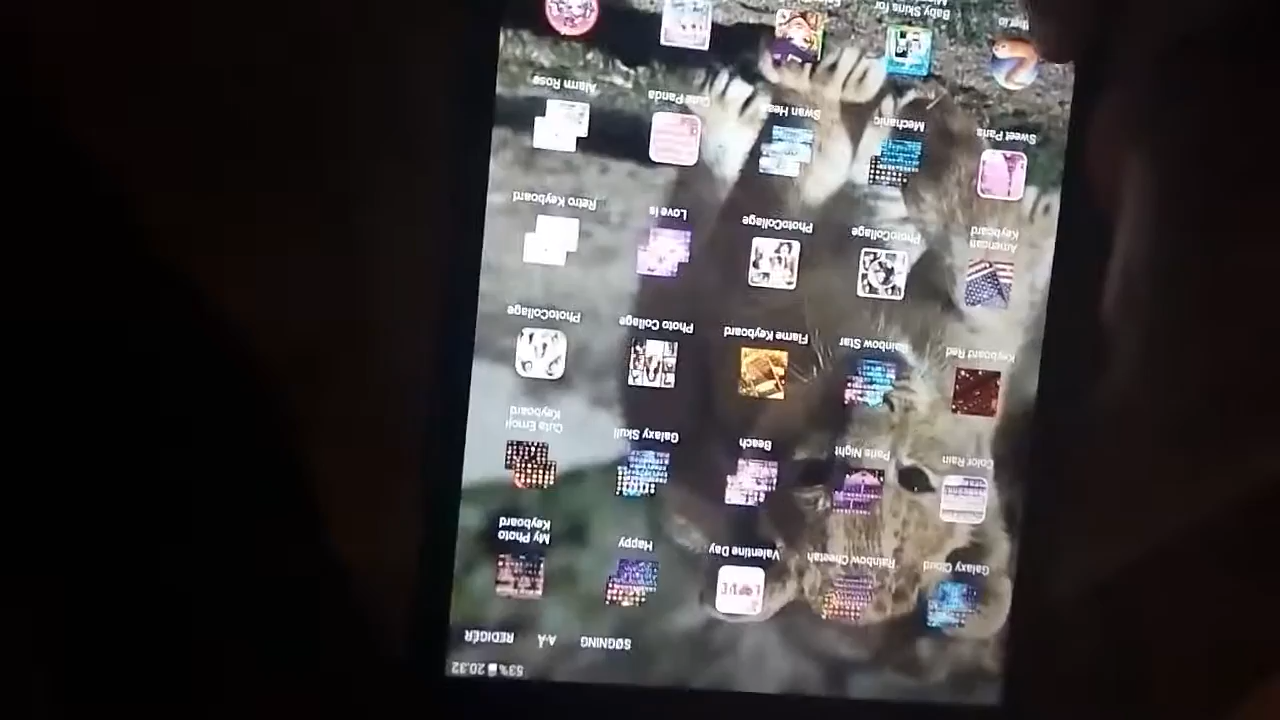 53% 20.32
SØGNING A-Å REDIGÉR
Galaxy Cloud
Rainbow Cheetah
LOVE
Valentine Day
Happy
My Photo
Keyboard
Color Rain
Paris Night
Beach
Galaxy Skull
Cute Emoji
Keyboard
Keyboard Red
Rainbow Star
Flame Keyboard
Photo Collage
PhotoCollage
American
Keyboard
PhotoCollage
PhotoCollage
Love Is
Retro Keyboard
Sweet Paris
Mechanic
Swan
Cute Panda
Alarm Rose
Baby Skins for